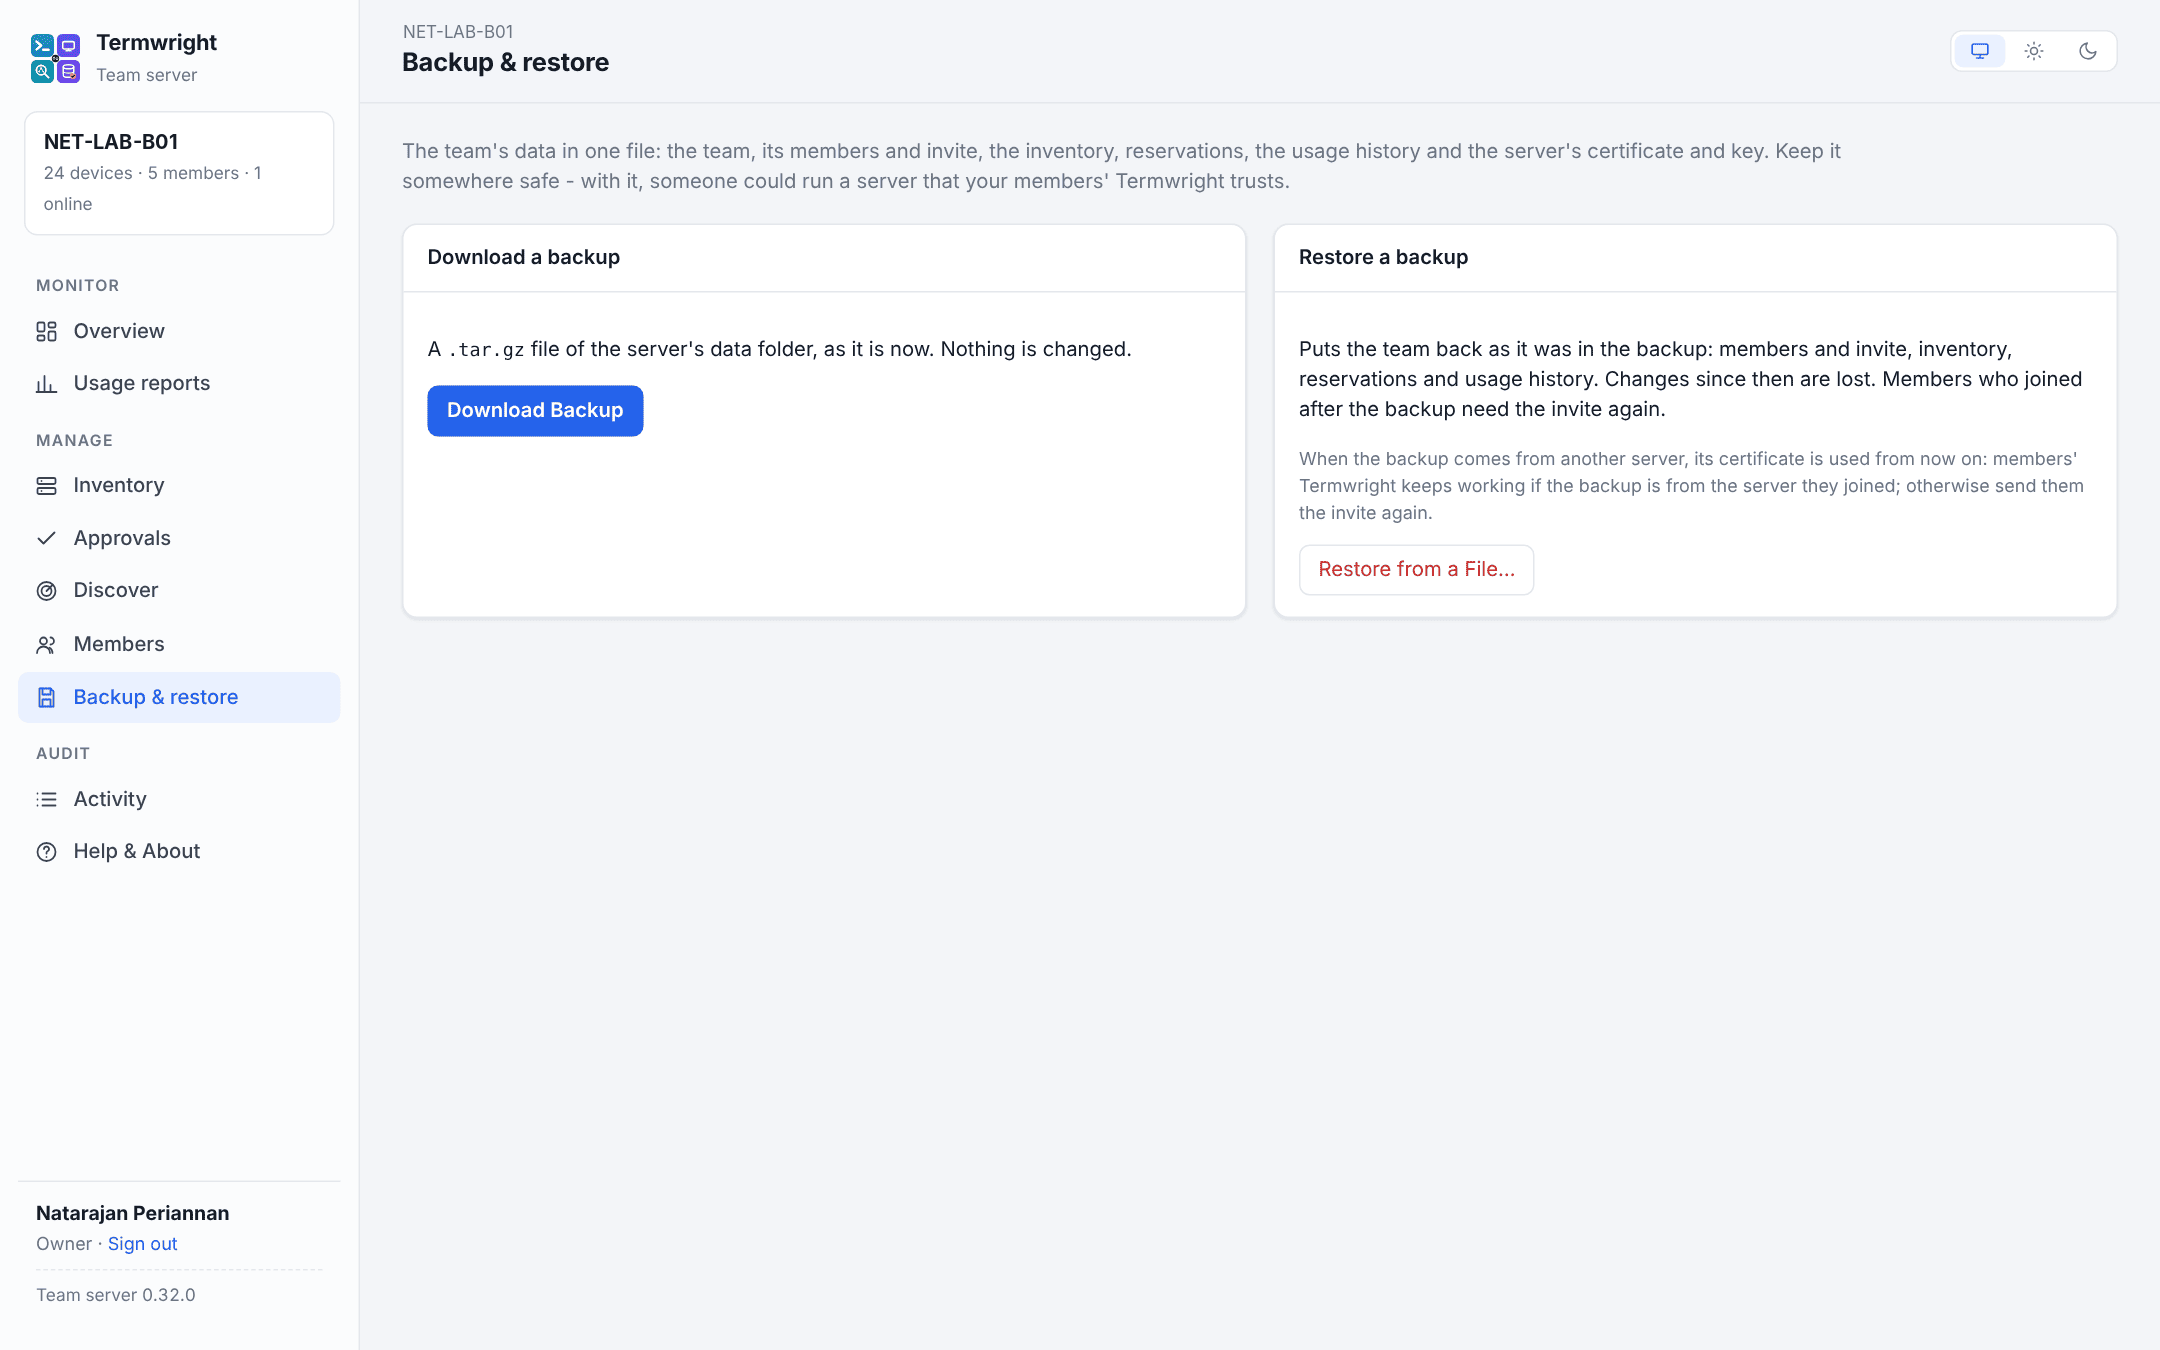 Termwright
Team server
NET-LAB-B01
24 devices · 5 members · 1
online
MONITOR
Overview
Usage reports
MANAGE
Inventory
Approvals
Discover
Members
Backup & restore
AUDIT
Activity
Help & About
Natarajan Periannan
Owner · Sign out
Team server 0.32.0
NET-LAB-B01
Backup & restore
The team's data in one file: the team, its members and invite, the inventory, reservations, the usage history and the server's certificate and key. Keep it
somewhere safe - with it, someone could run a server that your members' Termwright trusts.
Download a backup
A .tar.gz file of the server's data folder, as it is now. Nothing is changed.
Download Backup
Restore a backup
Puts the team back as it was in the backup: members and invite, inventory,
reservations and usage history. Changes since then are lost. Members who joined
after the backup need the invite again.
When the backup comes from another server, its certificate is used from now on: members'
Termwright keeps working if the backup is from the server they joined; otherwise send them
the invite again.
Restore from a File...